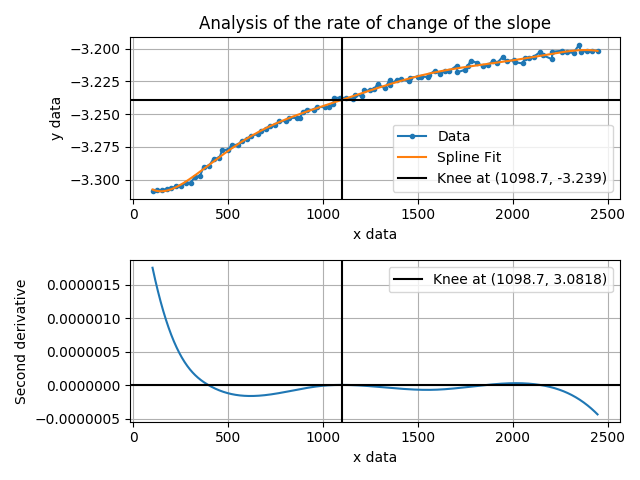 Analysis of the rate of change of the slope
−3.200
−3.225
−3.250
−3.275
−3.300
y data
Data
Spline Fit
Knee at (1098.7, -3.239)
0 500 1000 1500 2000 2500
x data
0.0000015
0.0000010
0.0000005
0.0000000
−0.0000005
Second derivative
Knee at (1098.7, 3.0818)
0 500 1000 1500 2000 2500
x data